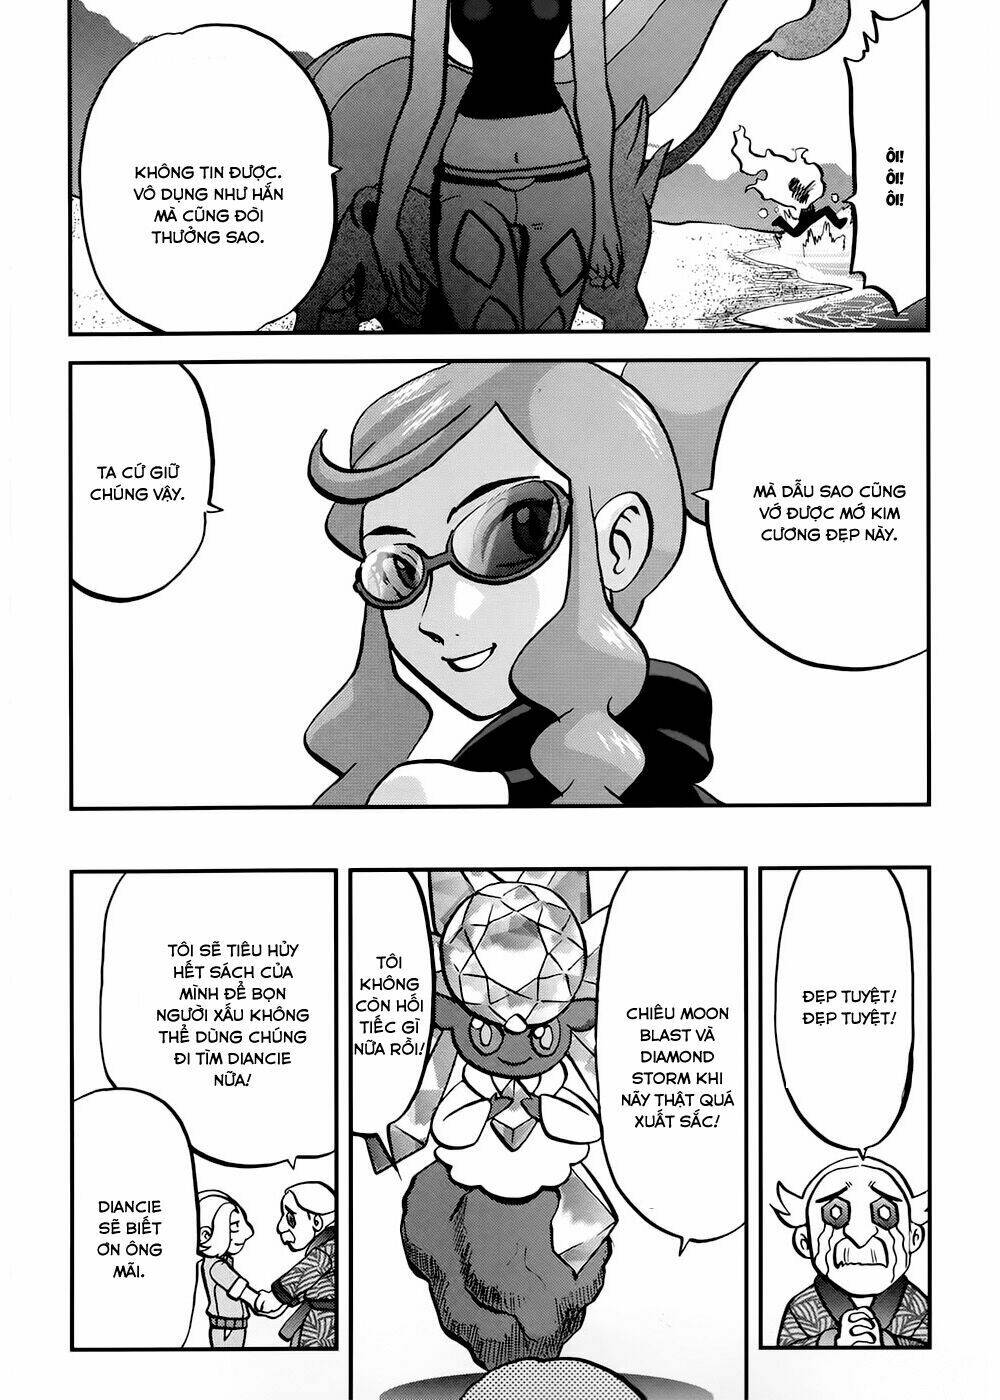 ÔI!
ÔI!
ÔI!
KHÔNG TIN ĐƯỢC.
VÔ DỤNG NHƯ HẮN
MÀ CŨNG ĐÒI
THƯỞNG SAO.
MÀ DẪU SAO CŨNG
VỚ ĐƯỢC MỚ KIM
CƯƠNG ĐẸP NÀY.
TA CỨ GIỮ
CHÚNG VẬY.
ĐẸP TUYỆT!
ĐẸP TUYỆT!
CHIÊU MOON
BLAST VÀ
DIAMOND
STORM KHI
NÃY THẬT QUÁ
XUẤT SẮC!
TÔI
KHÔNG
CÒN HỐI
TIẾC GÌ
NỮA RỒI!
TÔI SẼ TIÊU HỦY
HẾT SÁCH CỦA
MÌNH ĐỂ BỌN
NGƯỜI XẤU KHÔNG
THỂ DÙNG CHÚNG
ĐI TÌM DIANCIE
NỮA!
DIANCIE
SẼ BIẾT
ƠN ÔNG
MÃI.